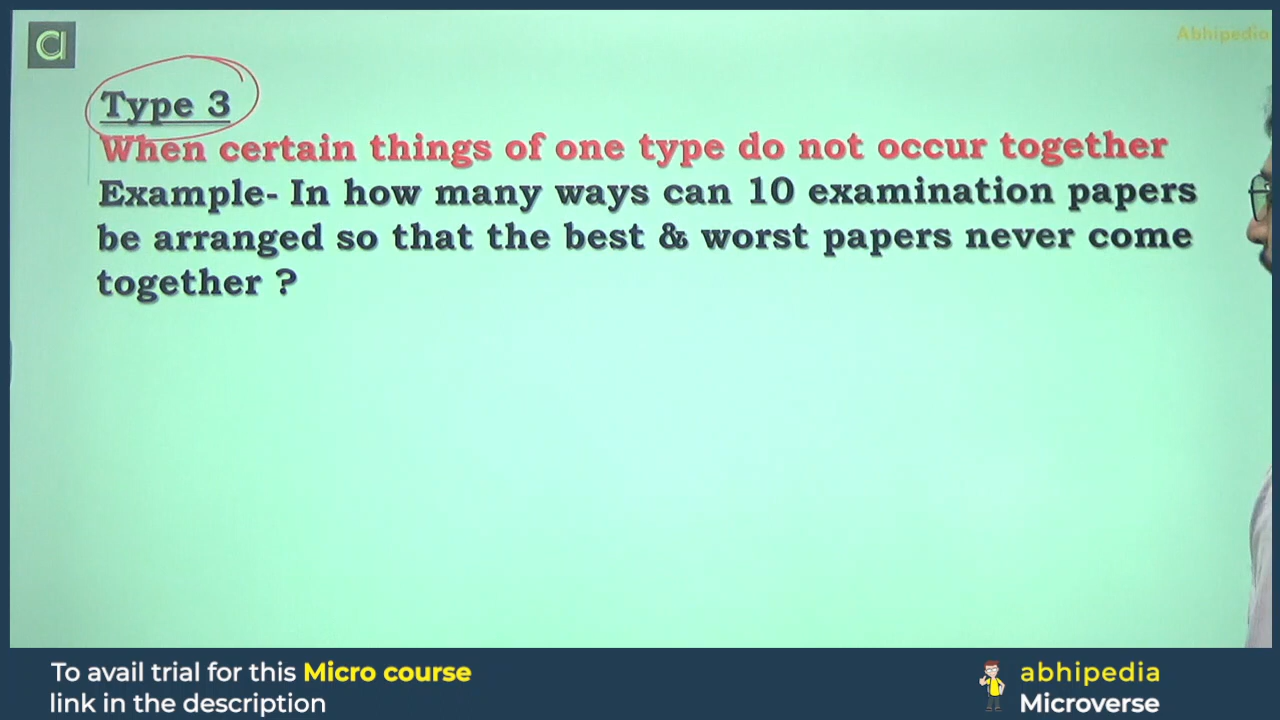 Abhipedia
Type 3
When certain things of one type do not occur together
Example- In how many ways can 10 examination papers
be arranged so that the best & worst papers never come
together ?
To avail trial for this Micro course
link in the description
abhipedia
Microverse